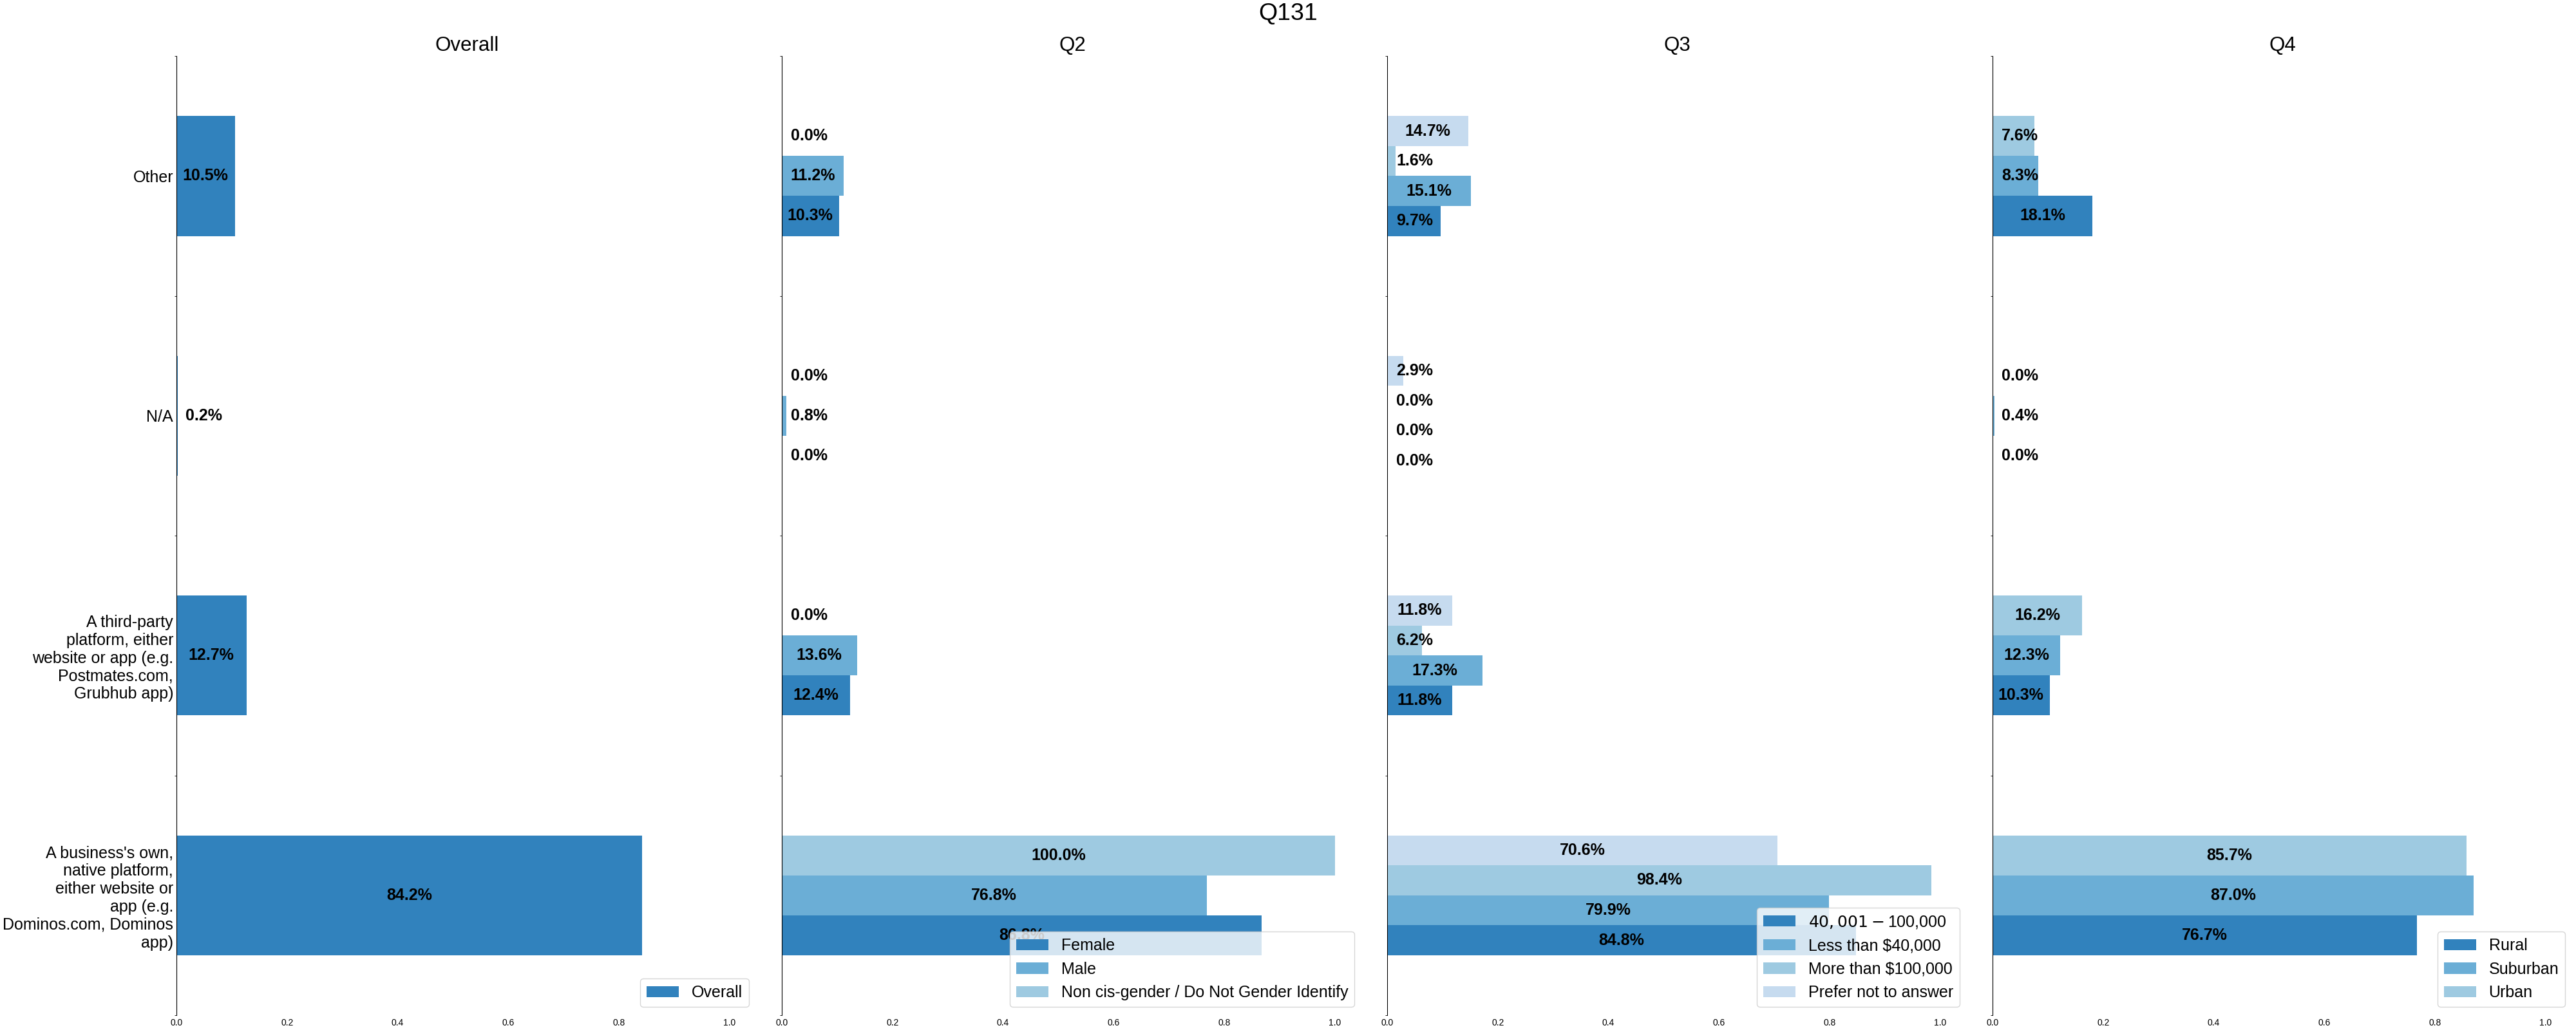 Q131
Overall
Other
N/A
A third-party
platform, either
website or app (e.g.
Postmates.com,
Grubhub app)
A business's own,
native platform,
either website or
app (e.g.
Dominos.com, Dominos
app)
10.5%
0.2%
12.7%
84.2%
Overall
0.0 0.2 0.4 0.6 0.8 1.0
Q2
0.0%
11.2%
10.3%
0.0%
0.8%
0.0%
0.0%
13.6%
12.4%
100.0%
76.8%
86.8%
Female
Male
Non cis-gender / Do Not Gender Identify
0.0 0.2 0.4 0.6 0.8 1.0
Q3
14.7%
1.6%
15.1%
9.7%
2.9%
0.0%
0.0%
0.0%
11.8%
6.2%
17.3%
11.8%
70.6%
98.4%
79.9%
84.8%
40,001-100,000
Less than $40,000
More than $100,000
Prefer not to answer
0.0 0.2 0.4 0.6 0.8 1.0
Q4
7.6%
8.3%
18.1%
0.0%
0.4%
0.0%
16.2%
12.3%
10.3%
85.7%
87.0%
76.7%
Rural
Suburban
Urban
0.0 0.2 0.4 0.6 0.8 1.0